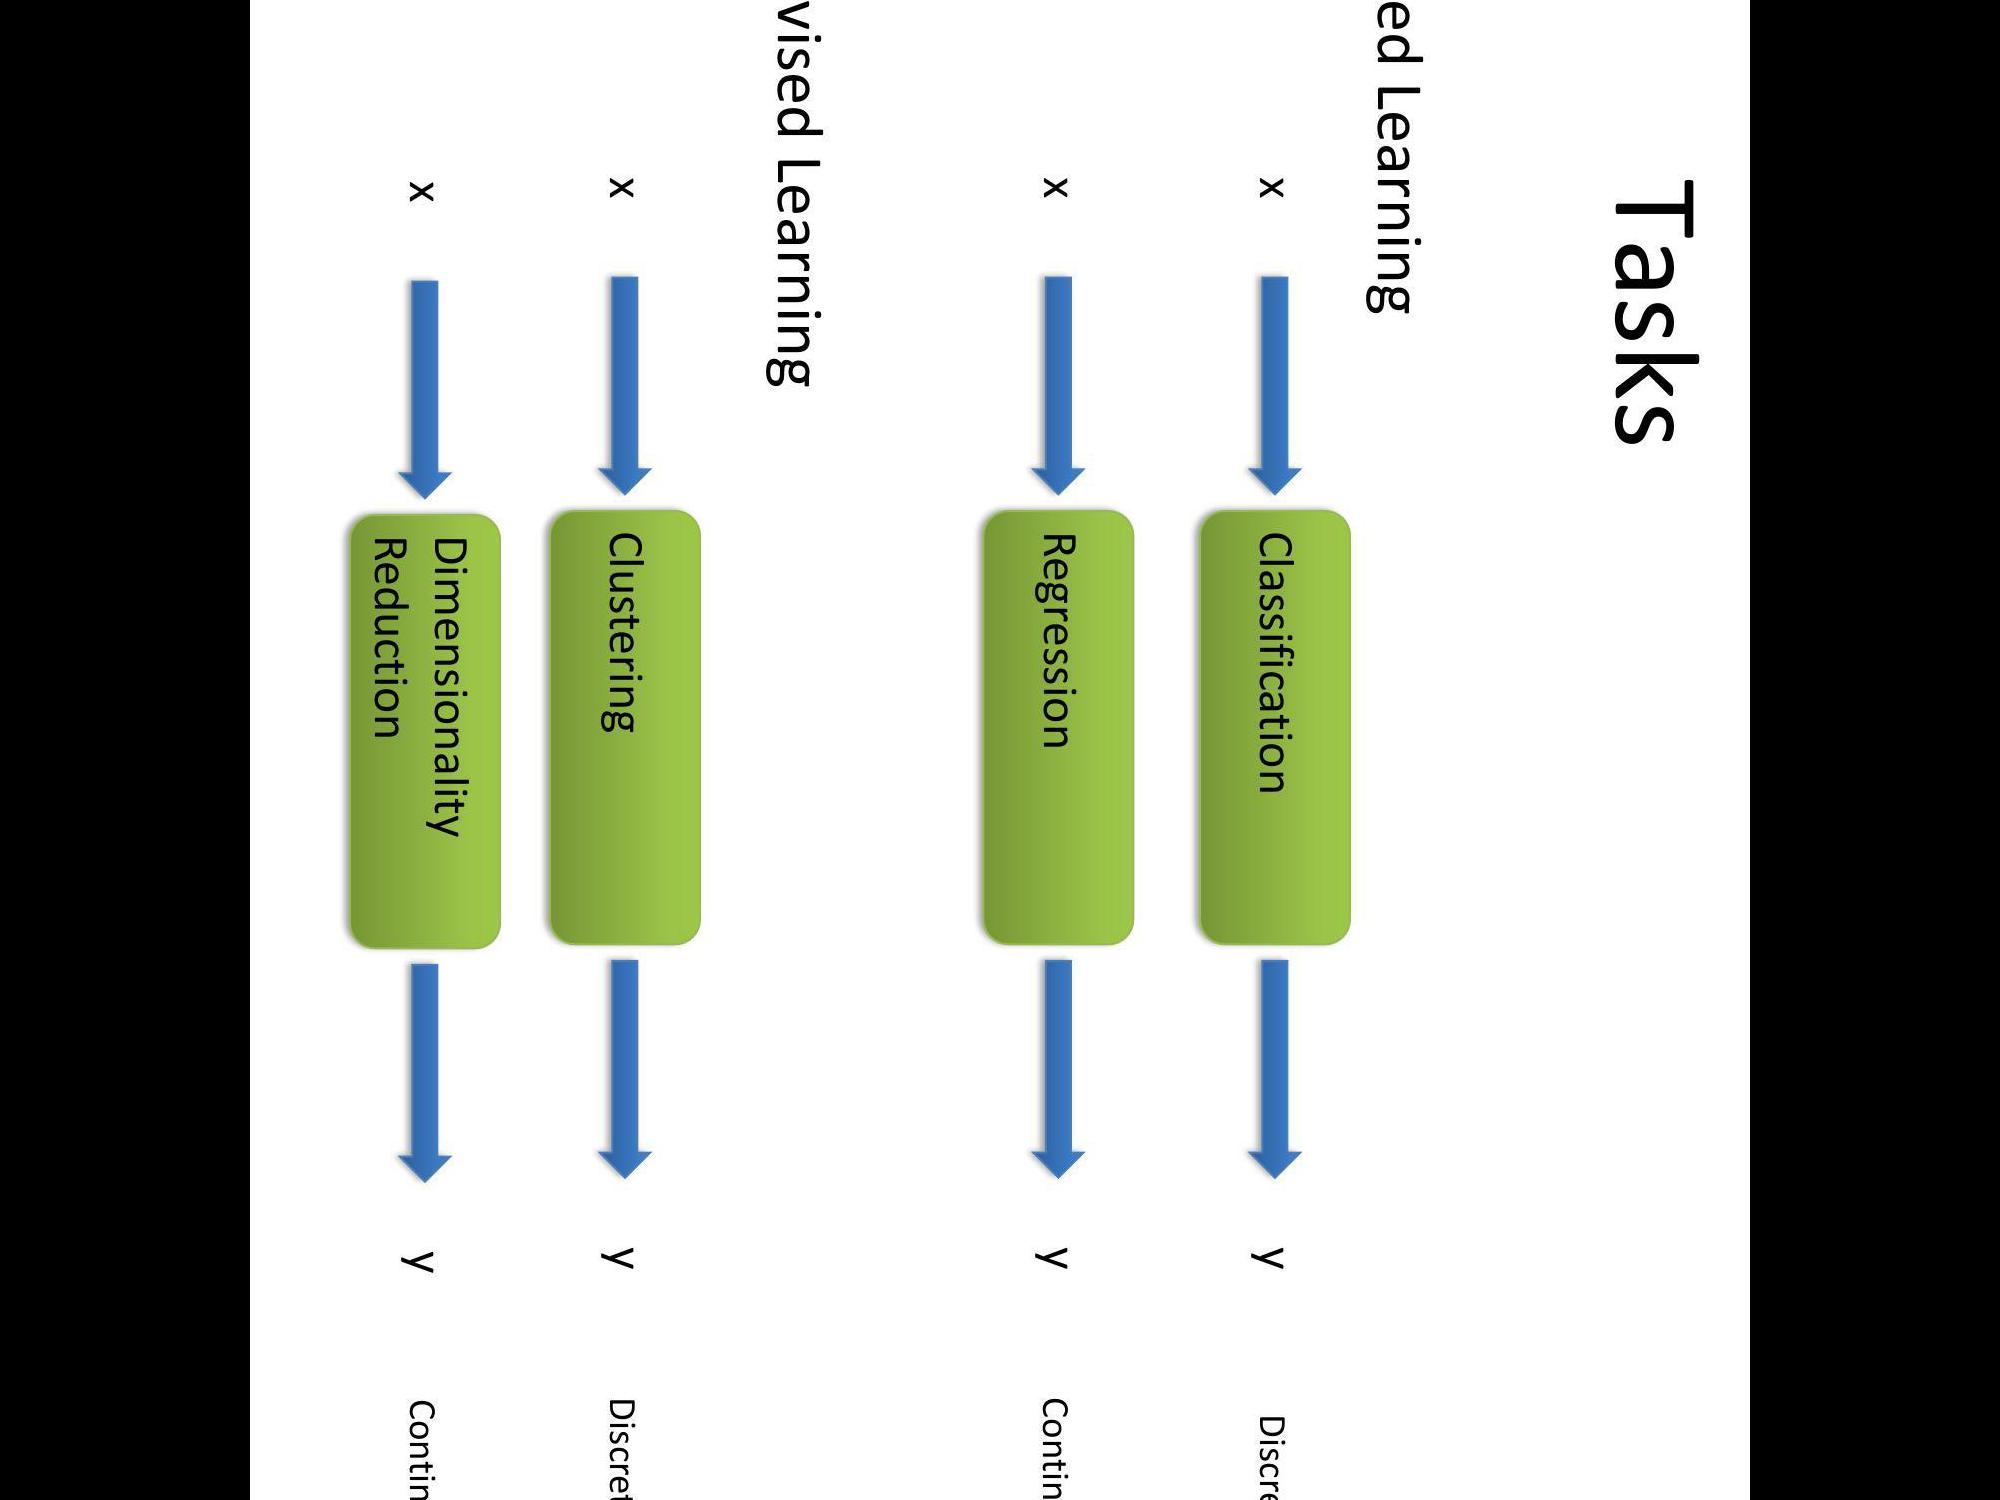 Tasks
ed Learning
x
Classification
y
Discre
x
Regression
y
Contin
vised Learning
x
Clustering
y
Discret
x
Dimensionality
Reduction
y
Contin